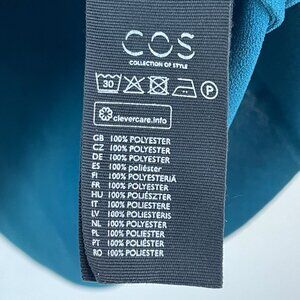 COS
COLLECTION OF STYLE
30 P
clevercare.info
GB 100% POLYESTER
CZ 100% POLYESTER
DE 100% POLYESTER
ES 100% poliéster
FI 100% POLYESTERIÄ
FR 100% POLYESTER
HU 100% POLIÉSZTER
IT 100% POLIESTERE
LV 100% POLIESTERIS
NL 100% POLYESTER
PL 100% POLIESTER
PT 100% POLIÉSTER
RO 100% POLIESTER